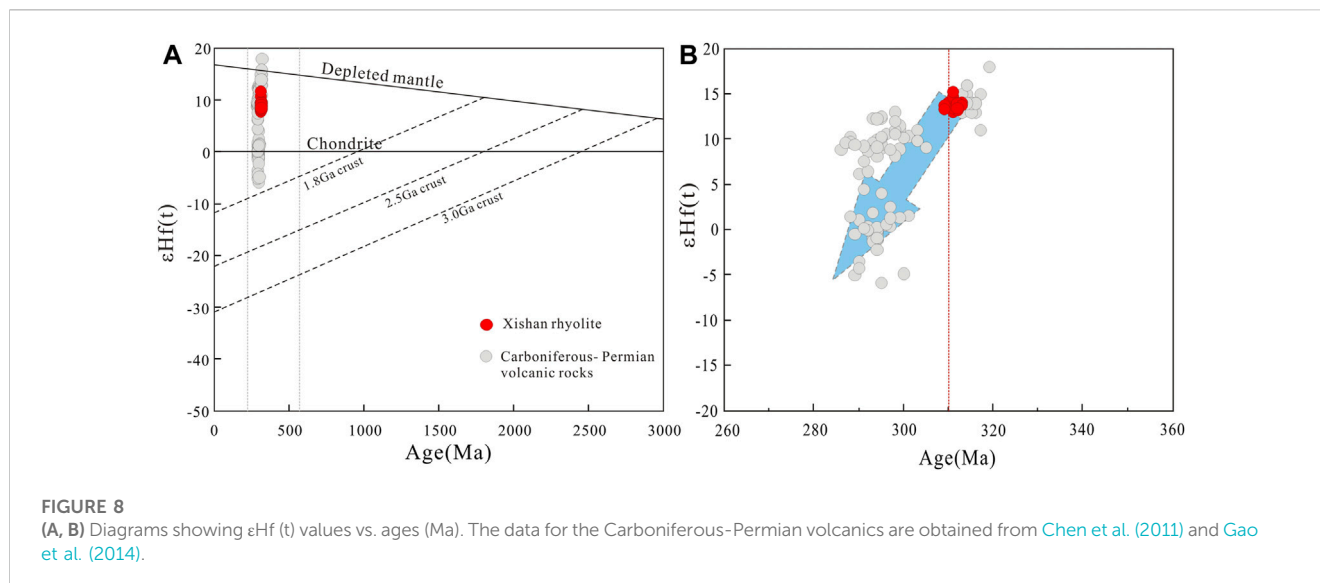 A
20
10
0
-10
-20
-30
-40
-50
εHf(t)
Depleted mantle
Chondrite
1.8Ga crust
2.5Ga crust
3.0Ga crust
Xishan rhyolite
Carboniferous- Permian
volcanic rocks
0 500 1000 1500 2000 2500 3000
Age(Ma)
B
20
15
10
5
0
-5
-10
-15
-20
εHf(t)
260 280 300 320 340 360
Age(Ma)
FIGURE 8
(A, B) Diagrams showing εHf (t) values vs. ages (Ma). The data for the Carboniferous-Permian volcanics are obtained from Chen et al. (2011) and Gao
et al. (2014).